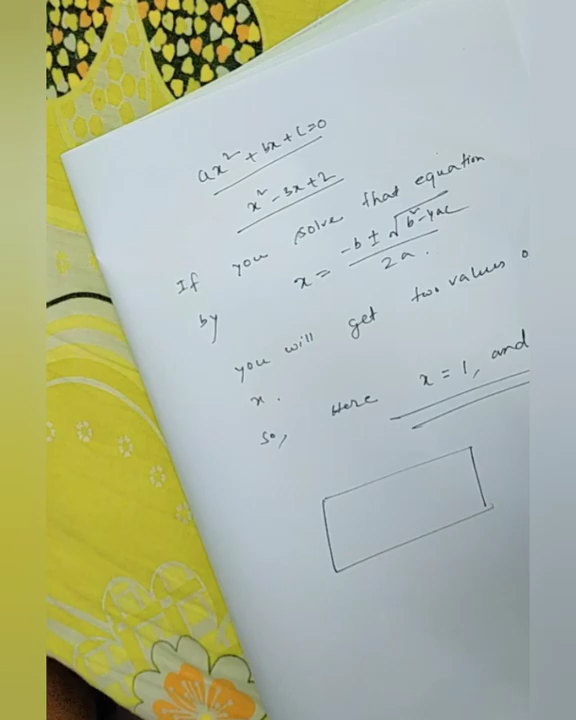 ax² + bx + c = 0
x² - 3x + 2
If you solve that equation
by x = -b ± √b² - 4ac / 2a .
you will get two values
x .
So, Here x = 1, and